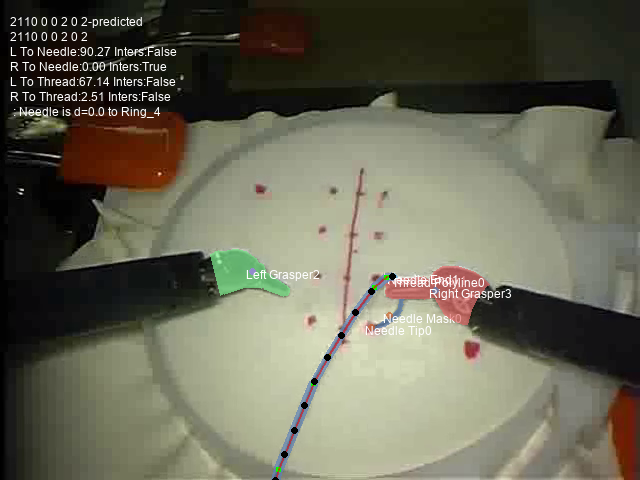 2110 0 0 2 0 2-predicted
2110 0 0 2 0 2
L To Needle:90.27 Inters:False
R To Needle:0.00 Inters:True
L To Thread:67.14 Inters:False
R To Thread:2.51 Inters:False
: Needle is d=0.0 to Ring_4
Left Grasper2
Needle End1
Thread Polyline0
Right Grasper3
Needle Mask0
Needle Tip0